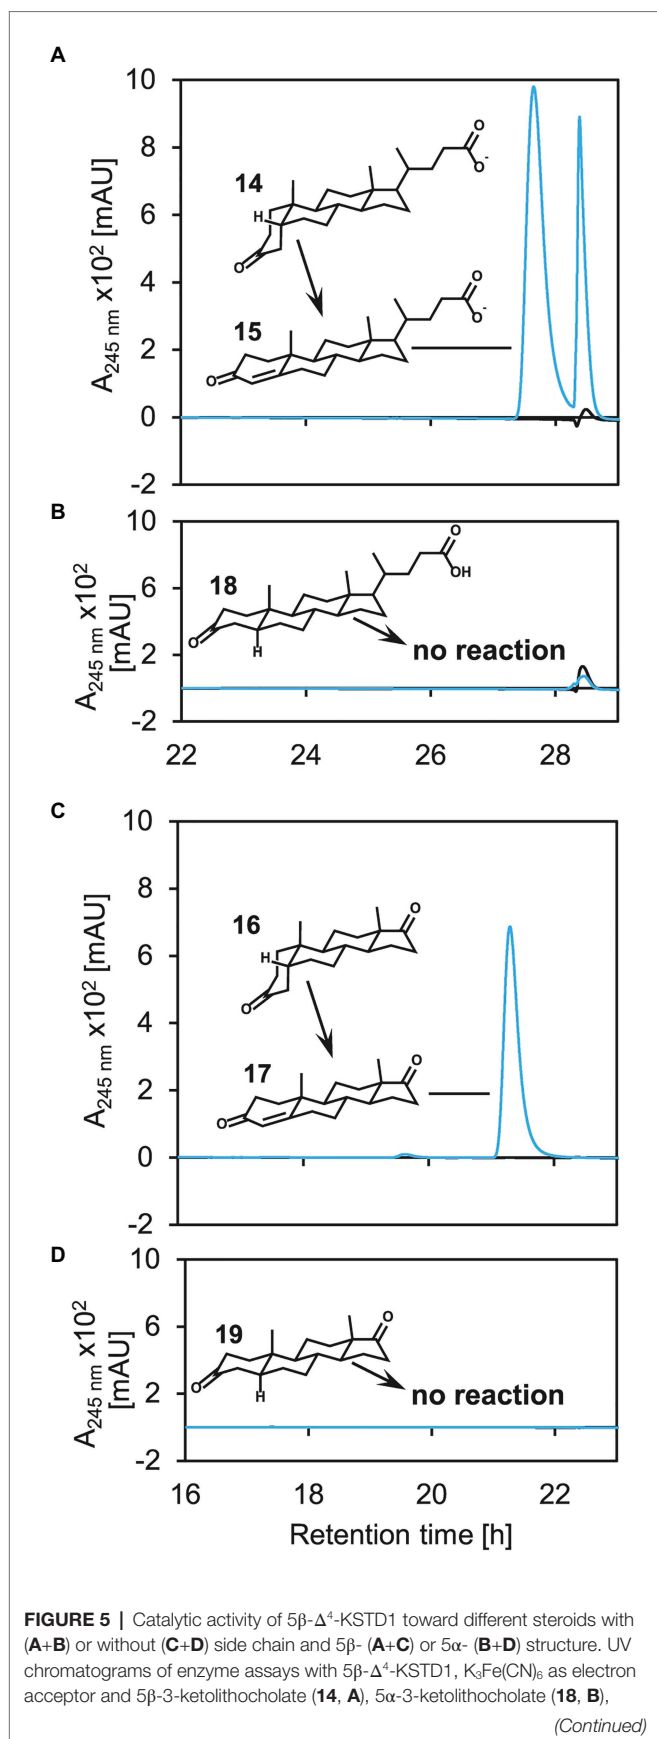 A
10
8
6
4
2
0
-2
A245 nm x10² [mAU]
14
H
O
O
O-
15
O
O
O-
B
10
6
2
-2
A245 nm x10²
[mAU]
18
O
OH
O
H
no reaction
22 24 26 28
C
10
8
6
4
2
0
-2
A245 nm x10² [mAU]
16
O
H
O
17
O
O
D
10
6
2
-2
A245 nm x10²
[mAU]
19
O
O
H
no reaction
16 18 20 22
Retention time [h]
FIGURE 5 | Catalytic activity of 5β-Δ⁴-KSTD1 toward different steroids with
(A+B) or without (C+D) side chain and 5β- (A+C) or 5α- (B+D) structure. UV
chromatograms of enzyme assays with 5β-Δ⁴-KSTD1, K₃Fe(CN)₆ as electron
acceptor and 5β-3-ketolithocholate (14, A), 5α-3-ketolithocholate (18, B),
(Continued)